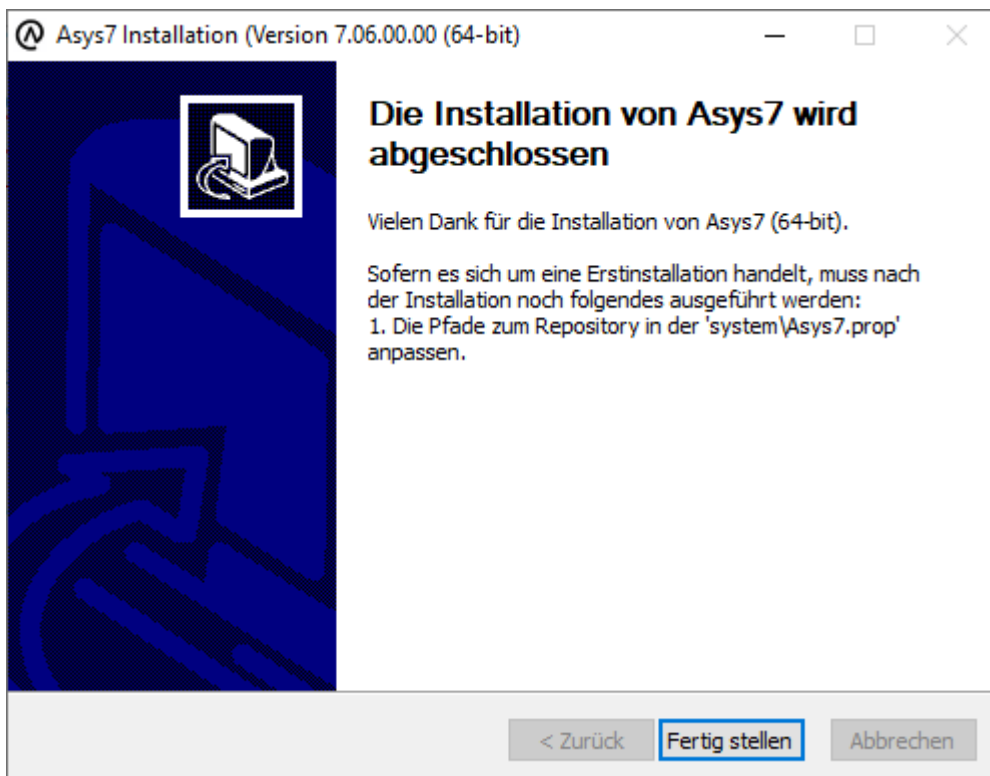 Asys7 Installation (Version 7.06.00.00 (64-bit)
Die Installation von Asys7 wird
abgeschlossen
Vielen Dank für die Installation von Asys7 (64-bit).
Sofern es sich um eine Erstinstallation handelt, muss nach
der Installation noch folgendes ausgeführt werden:
1. Die Pfade zum Repository in der 'system\Asys7.prop'
anpassen.
< Zurück
Fertig stellen
Abbrechen